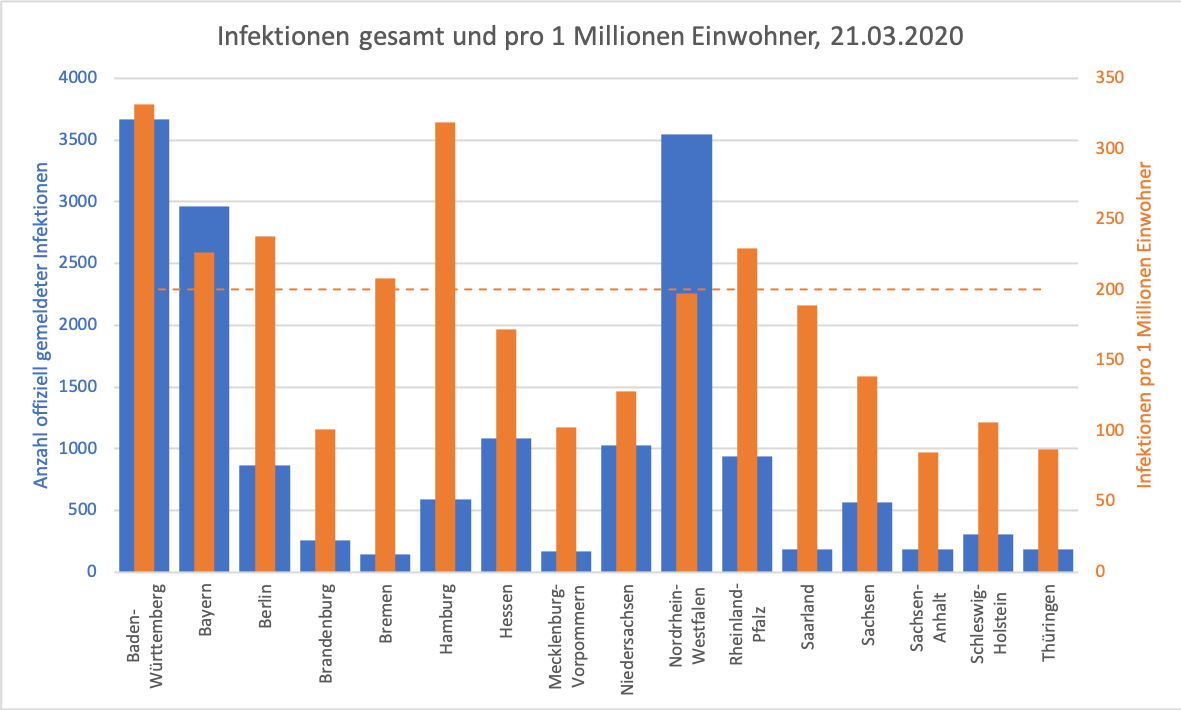 Infektionen gesamt und pro 1 Millionen Einwohner, 21.03.2020
Anzahl offiziell gemeldeter Infektionen
4000
3500
3000
2500
2000
1500
1000
500
0
350
300
250
200
150
100
50
0
Infektionen pro 1 Millionen Einwohner
Baden-
Württemberg
Bayern
Berlin
Brandenburg
Bremen
Hamburg
Hessen
Mecklenburg-
Vorpommern
Niedersachsen
Nordrhein-
Westfalen
Rheinland-
Pfalz
Saarland
Sachsen
Sachsen-
Anhalt
Schleswig-
Holstein
Thüringen